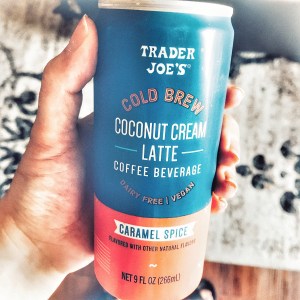 TRADER
JOE'S®
COLD BREW
COCONUT CREAM
LATTE
COFFEE BEVERAGE
DAIRY FREE | VEGAN
CARAMEL SPICE
FLAVORED WITH OTHER NATURAL FLAVORS
NET 9 FL OZ (266mL)